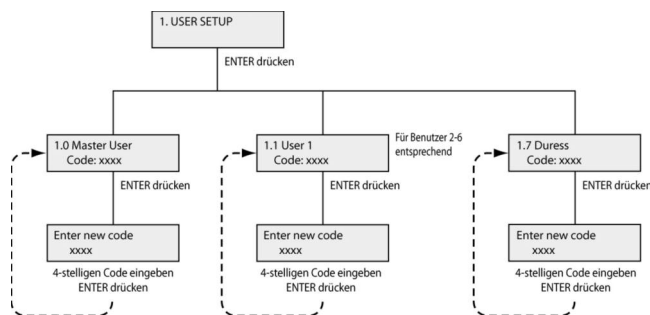 1. USER SETUP
ENTER drücken
1.0 Master User
Code: xxxx
1.1 User 1
Code: xxxx
Für Benutzer 2-6
entsprechend
1.7 Duress
Code: xxxx
ENTER drücken
ENTER drücken
ENTER drücken
Enter new code
xxxx
Enter new code
xxxx
Enter new code
xxxx
4-stelligen Code eingeben
ENTER drücken
4-stelligen Code eingeben
ENTER drücken
4-stelligen Code eingeben
ENTER drücken